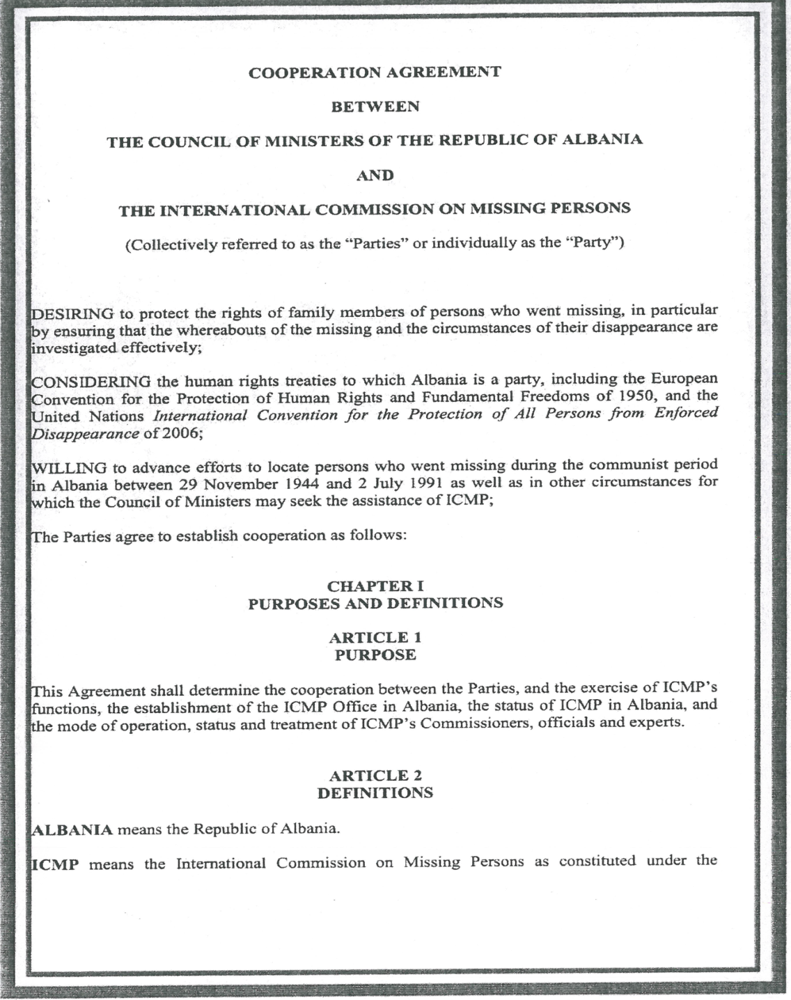 COOPERATION AGREEMENT
BETWEEN
THE COUNCIL OF MINISTERS OF THE REPUBLIC OF ALBANIA
AND
THE INTERNATIONAL COMMISSION ON MISSING PERSONS
(Collectively referred to as the “Parties” or individually as the “Party”)
DESIRING to protect the rights of family members of persons who went missing, in particular
by ensuring that the whereabouts of the missing and the circumstances of their disappearance are
investigated effectively;
CONSIDERING the human rights treaties to which Albania is a party, including the European
Convention for the Protection of Human Rights and Fundamental Freedoms of 1950, and the
United Nations International Convention for the Protection of All Persons from Enforced
Disappearance of 2006;
WILLING to advance efforts to locate persons who went missing during the communist period
in Albania between 29 November 1944 and 2 July 1991 as well as in other circumstances for
which the Council of Ministers may seek the assistance of ICMP;
The Parties agree to establish cooperation as follows:
CHAPTER I
PURPOSES AND DEFINITIONS
ARTICLE 1
PURPOSE
This Agreement shall determine the cooperation between the Parties, and the exercise of ICMP’s
functions, the establishment of the ICMP Office in Albania, the status of ICMP in Albania, and
the mode of operation, status and treatment of ICMP’s Commissioners, officials and experts.
ARTICLE 2
DEFINITIONS
ALBANIA means the Republic of Albania.
ICMP means the International Commission on Missing Persons as constituted under the